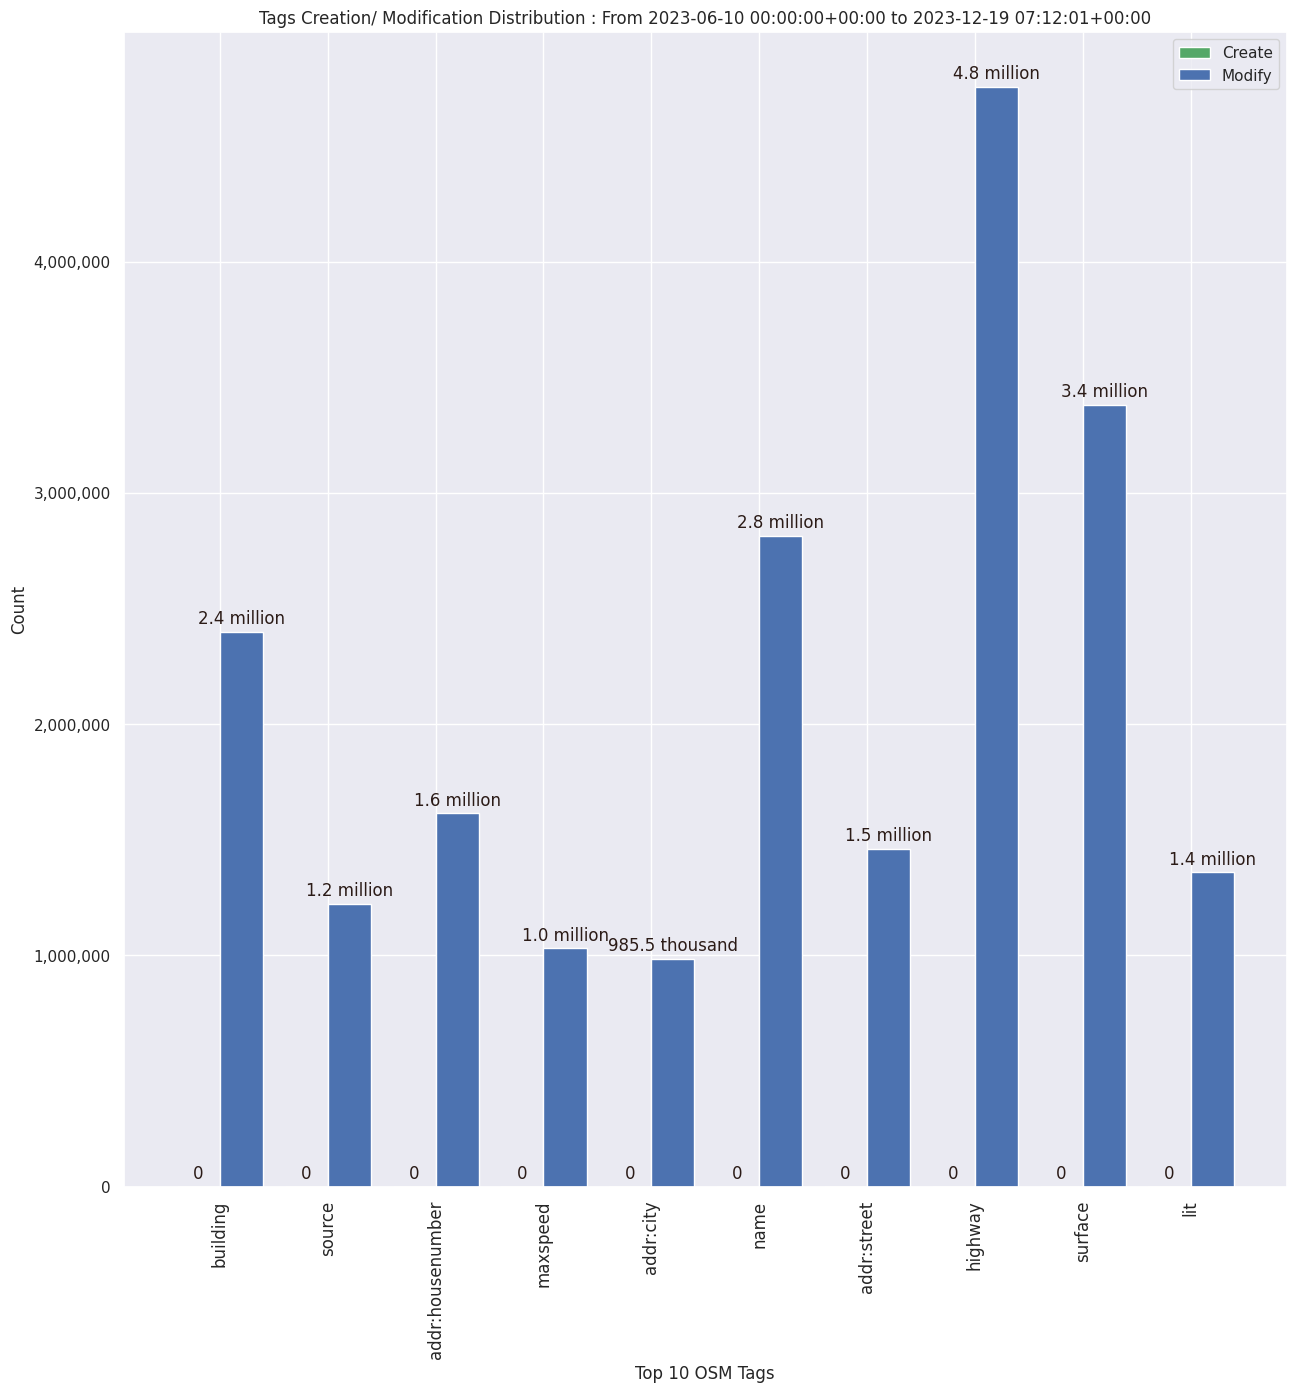 Tags Creation/ Modification Distribution : From 2023-06-10 00:00:00+00:00 to 2023-12-19 07:12:01+00:00
Create
Modify
4.8 million
3.4 million
2.8 million
2.4 million
1.6 million
1.5 million
1.4 million
1.2 million
1.0 million
985.5 thousand
4,000,000
3,000,000
2,000,000
1,000,000
0
Count
0 0 0 0 0 0 0 0 0 0
building
source
addr:housenumber
maxspeed
addr:city
name
addr:street
highway
surface
lit
Top 10 OSM Tags